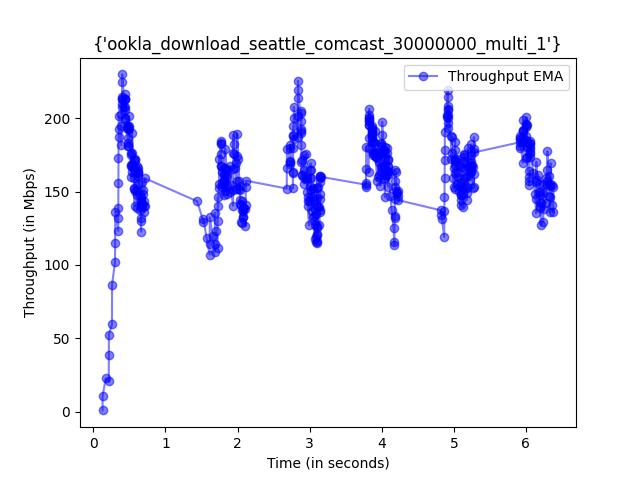 {'ookla_download_seattle_comcast_30000000_multi_1'}
Throughput EMA
Throughput (in Mbps)
200
150
100
50
0
0 1 2 3 4 5 6
Time (in seconds)